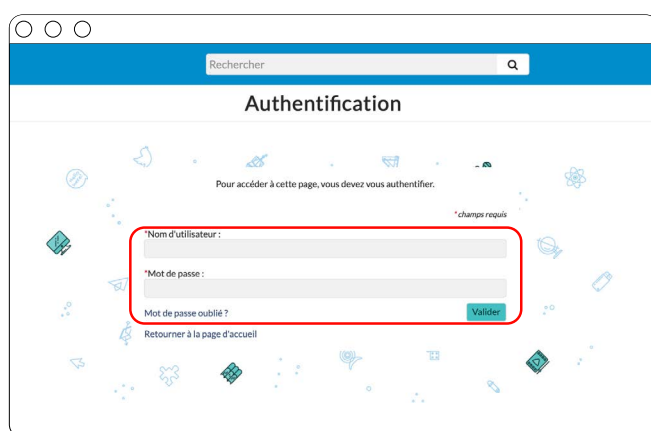 Rechercher
Authentification
Pour accéder à cette page, vous devez vous authentifier.
*champs requis
*Nom d'utilisateur :
*Mot de passe :
Mot de passe oublié ?
Valider
Retourner à la page d'accueil